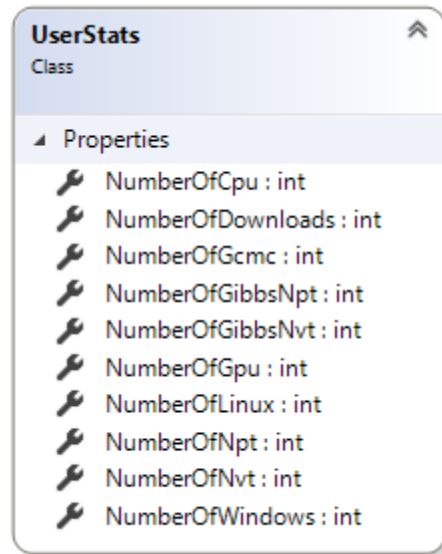 UserStats
Class
Properties
NumberOfCpu : int
NumberOfDownloads : int
NumberOfGcmc : int
NumberOfGibbsNpt : int
NumberOfGibbsNvt : int
NumberOfGpu : int
NumberOfLinux : int
NumberOfNpt : int
NumberOfNvt : int
NumberOfWindows : int